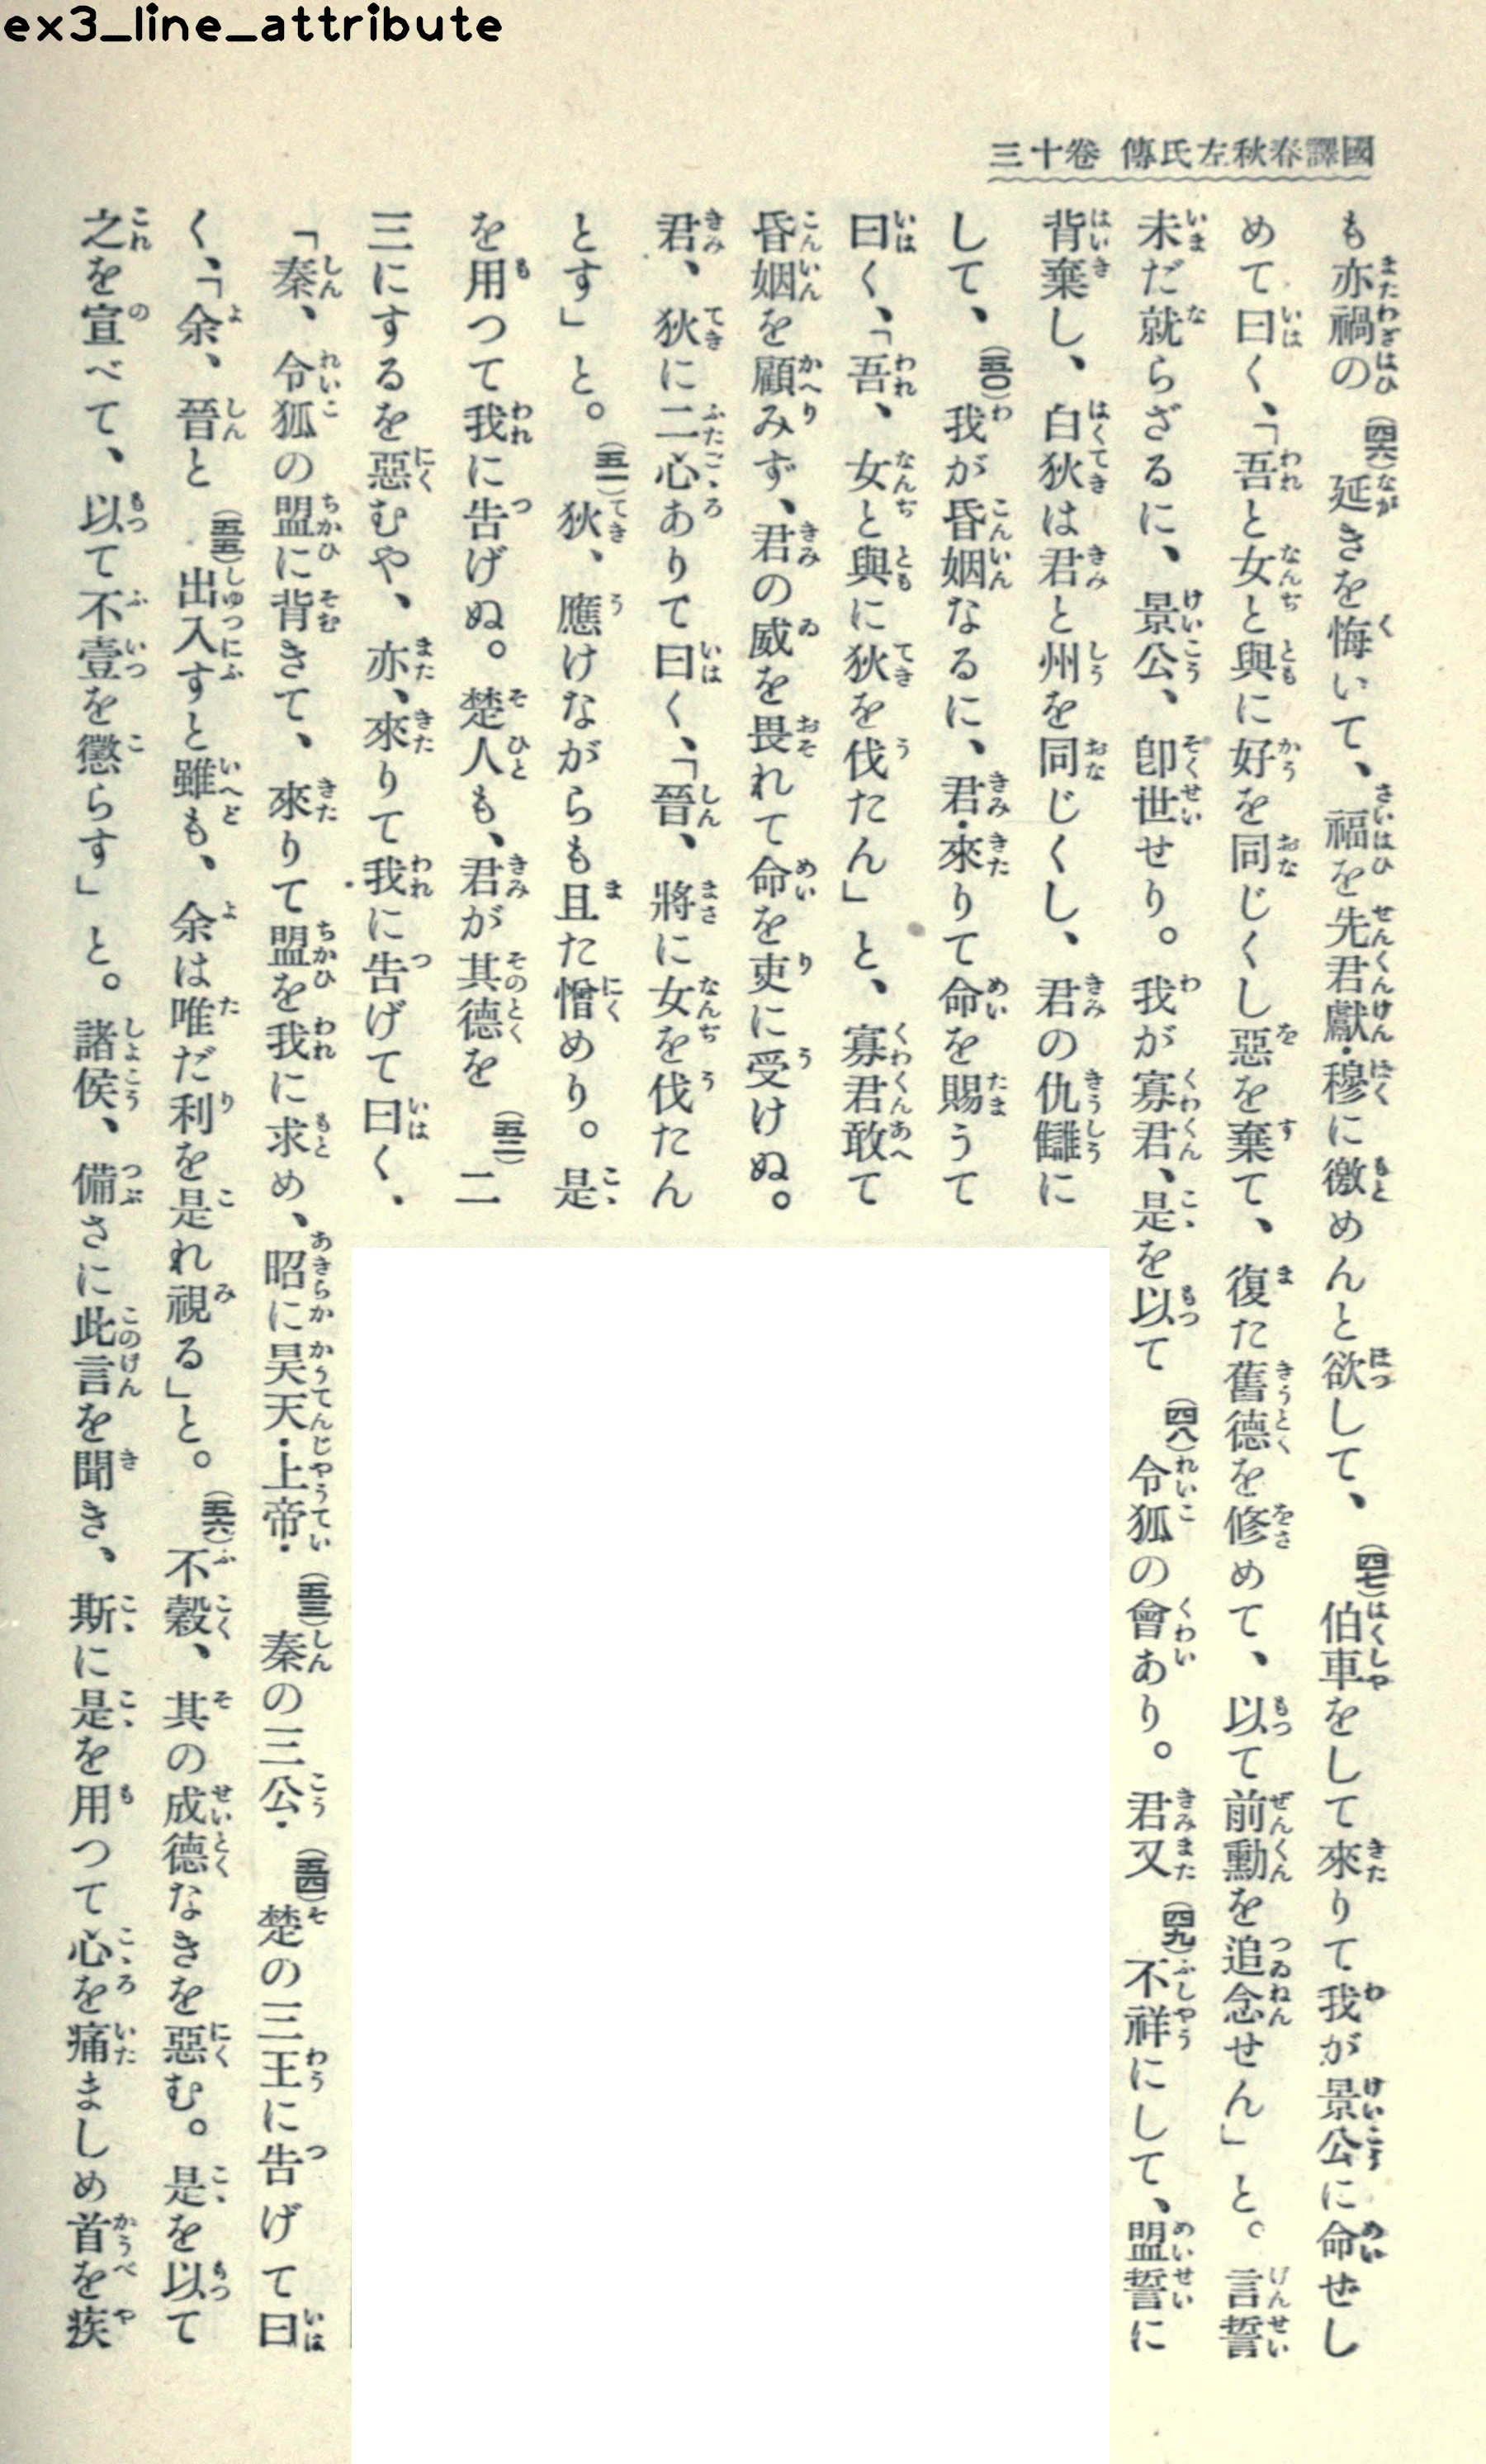 ex3_line_attribute
國譯春秋左氏傳 卷十三
も亦禍の(四六)延きを悔いて、福を先君獻・穆に徼めんと欲して、(四七)伯車をして來りて我が景公に命ぜし
めて曰く、「吾と女と與に好を同じくし惡を棄て、復た舊德を修めて、以て前勳を追念せん」と。言誓
未だ就らざるに、景公、卽世せり。我が寡君、是を以て(四八)令狐の會あり。君又(四九)不祥にして、盟誓に
背棄し、白狄は君と州を同じくし、君の仇讎に
して、(五〇)我が昏姻なるに、君・來りて命を賜うて
曰く、「吾、女と與に狄を伐たん」と、寡君敢て
昏姻を顧みず、君の威を畏れて命を吏に受けぬ。
君、狄に二心ありて曰く、「晉、將に女を伐たん
とす」と。(五一)狄、應けながらも且た憎めり。是
を用つて我に告げぬ。楚人も、君が其德を(五二)二
三にするを惡むや、亦、來りて我に告げて曰く、
「秦、令狐の盟に背きて、來りて盟を我に求め、昭に昊天・上帝・(五三)秦の三公・(五四)楚の三王に告げて曰
く、「余、晉と(五五)出入すと雖も、余は唯だ利を是れ視る」と。(五六)不穀、其の成德なきを惡む。是を以て
之を宣べて、以て不壹を懲らす」と。諸侯、備さに此言を聞き、斯に是を用つて心を痛ましめ首を疾